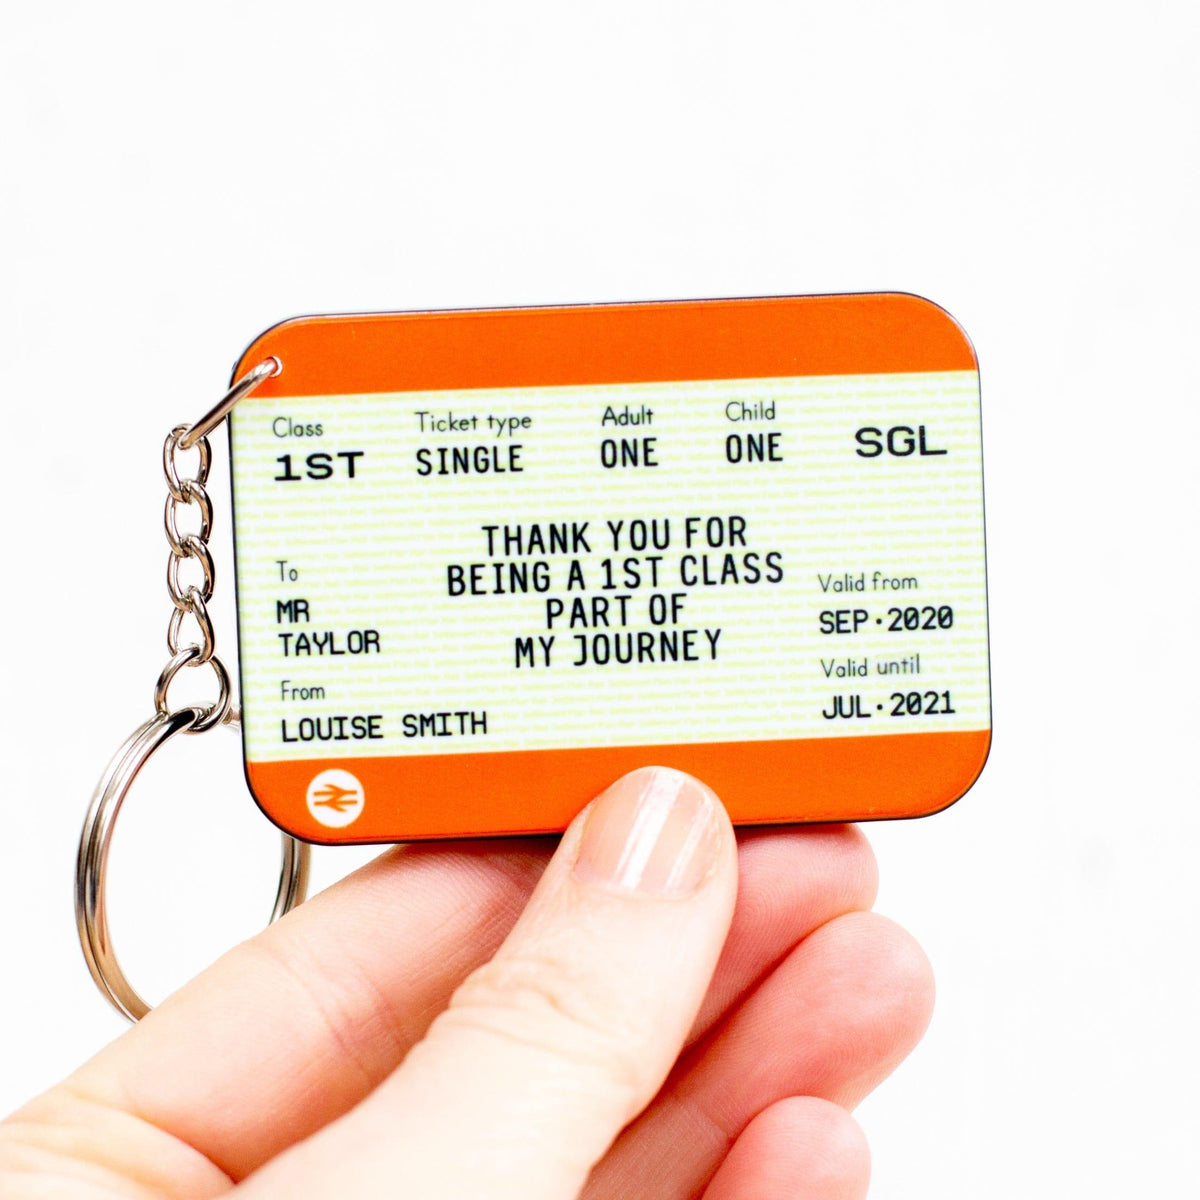 Class Ticket type Adult Child
1ST SINGLE ONE ONE SGL
THANK YOU FOR
BEING A 1ST CLASS
PART OF
MY JOURNEY
To
MR
TAYLOR
From
LOUISE SMITH
Valid from
SEP·2020
Valid until
JUL·2021